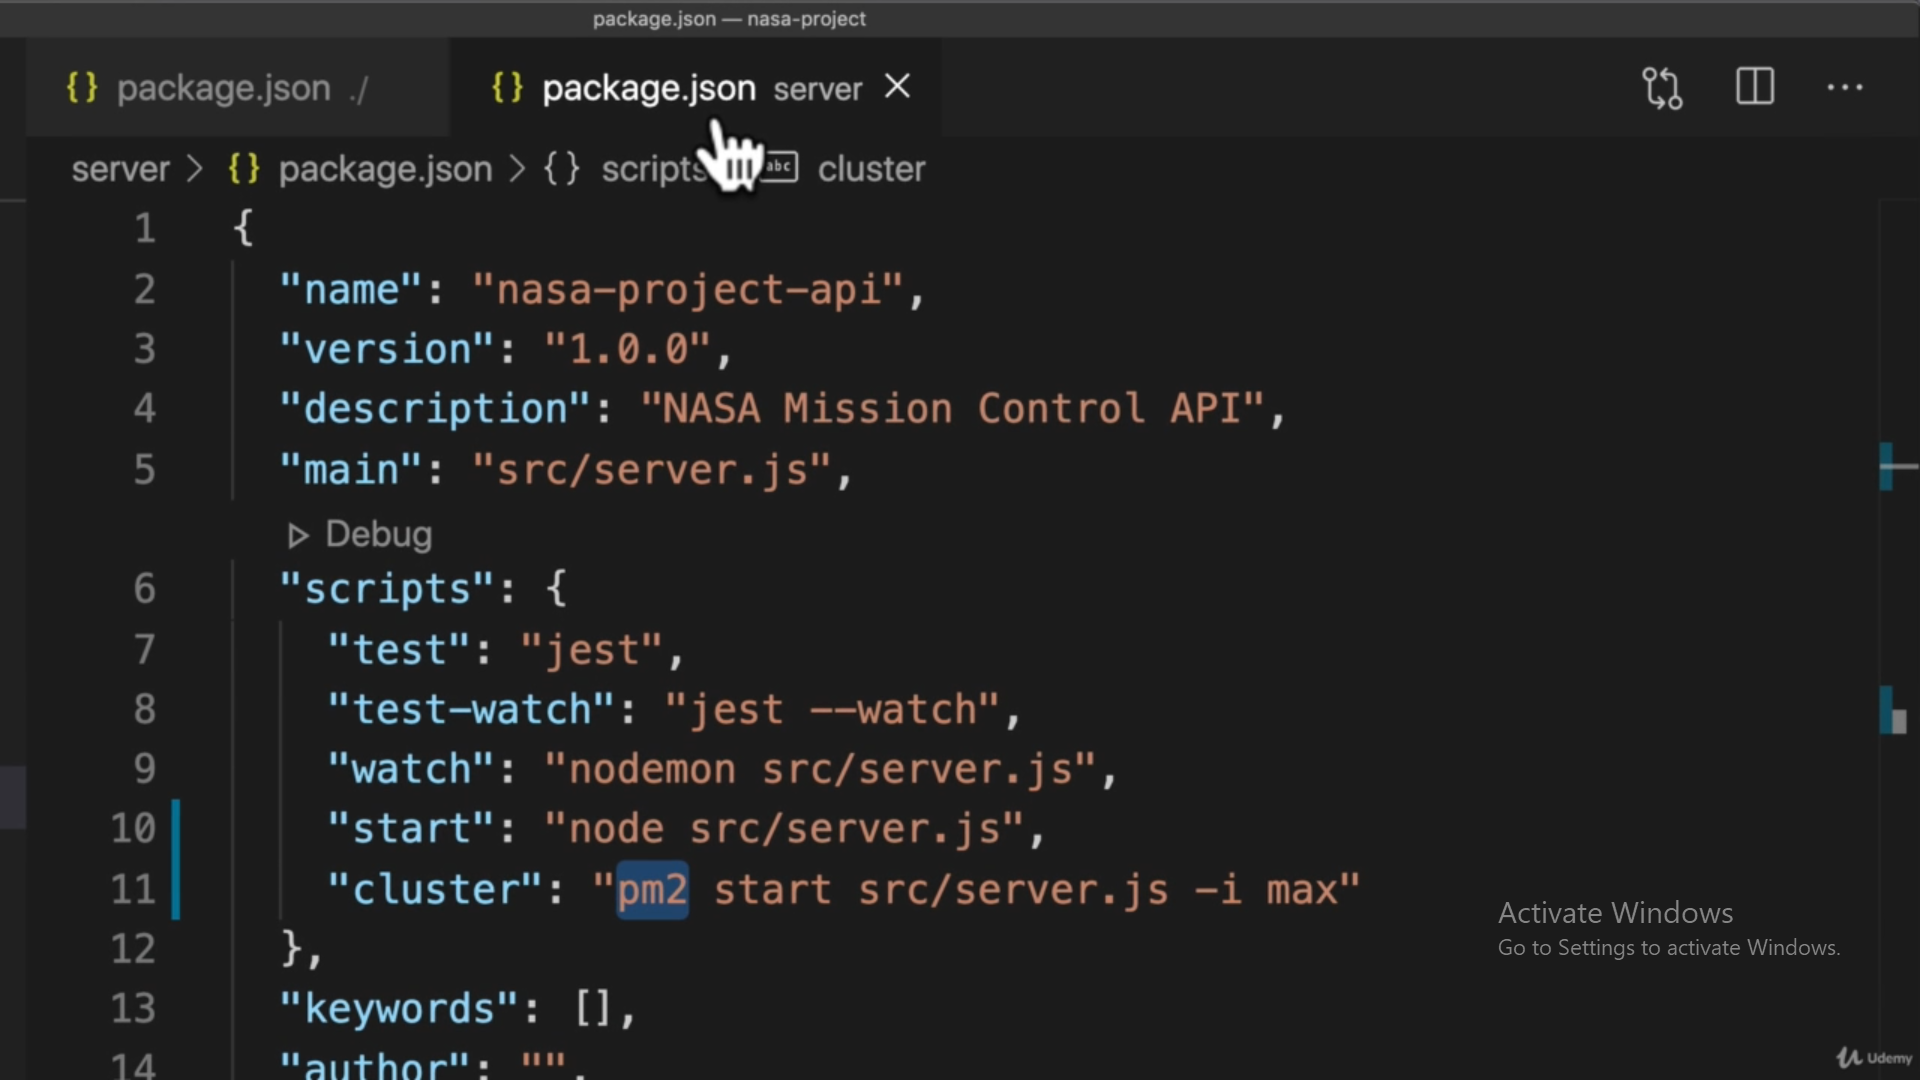 package.json — nasa-project
{} package.json ./
{} package.json server
server > {} package.json > {} scripts abc cluster
1 {
2 "name": "nasa-project-api",
3 "version": "1.0.0",
4 "description": "NASA Mission Control API",
5 "main": "src/server.js",
Debug
6 "scripts": {
7 "test": "jest",
8 "test-watch": "jest --watch",
9 "watch": "nodemon src/server.js",
10 "start": "node src/server.js",
11 "cluster": "pm2 start src/server.js -i max"
12 },
13 "keywords": [],
14 "author": "",
Activate Windows
Go to Settings to activate Windows.
Udemy